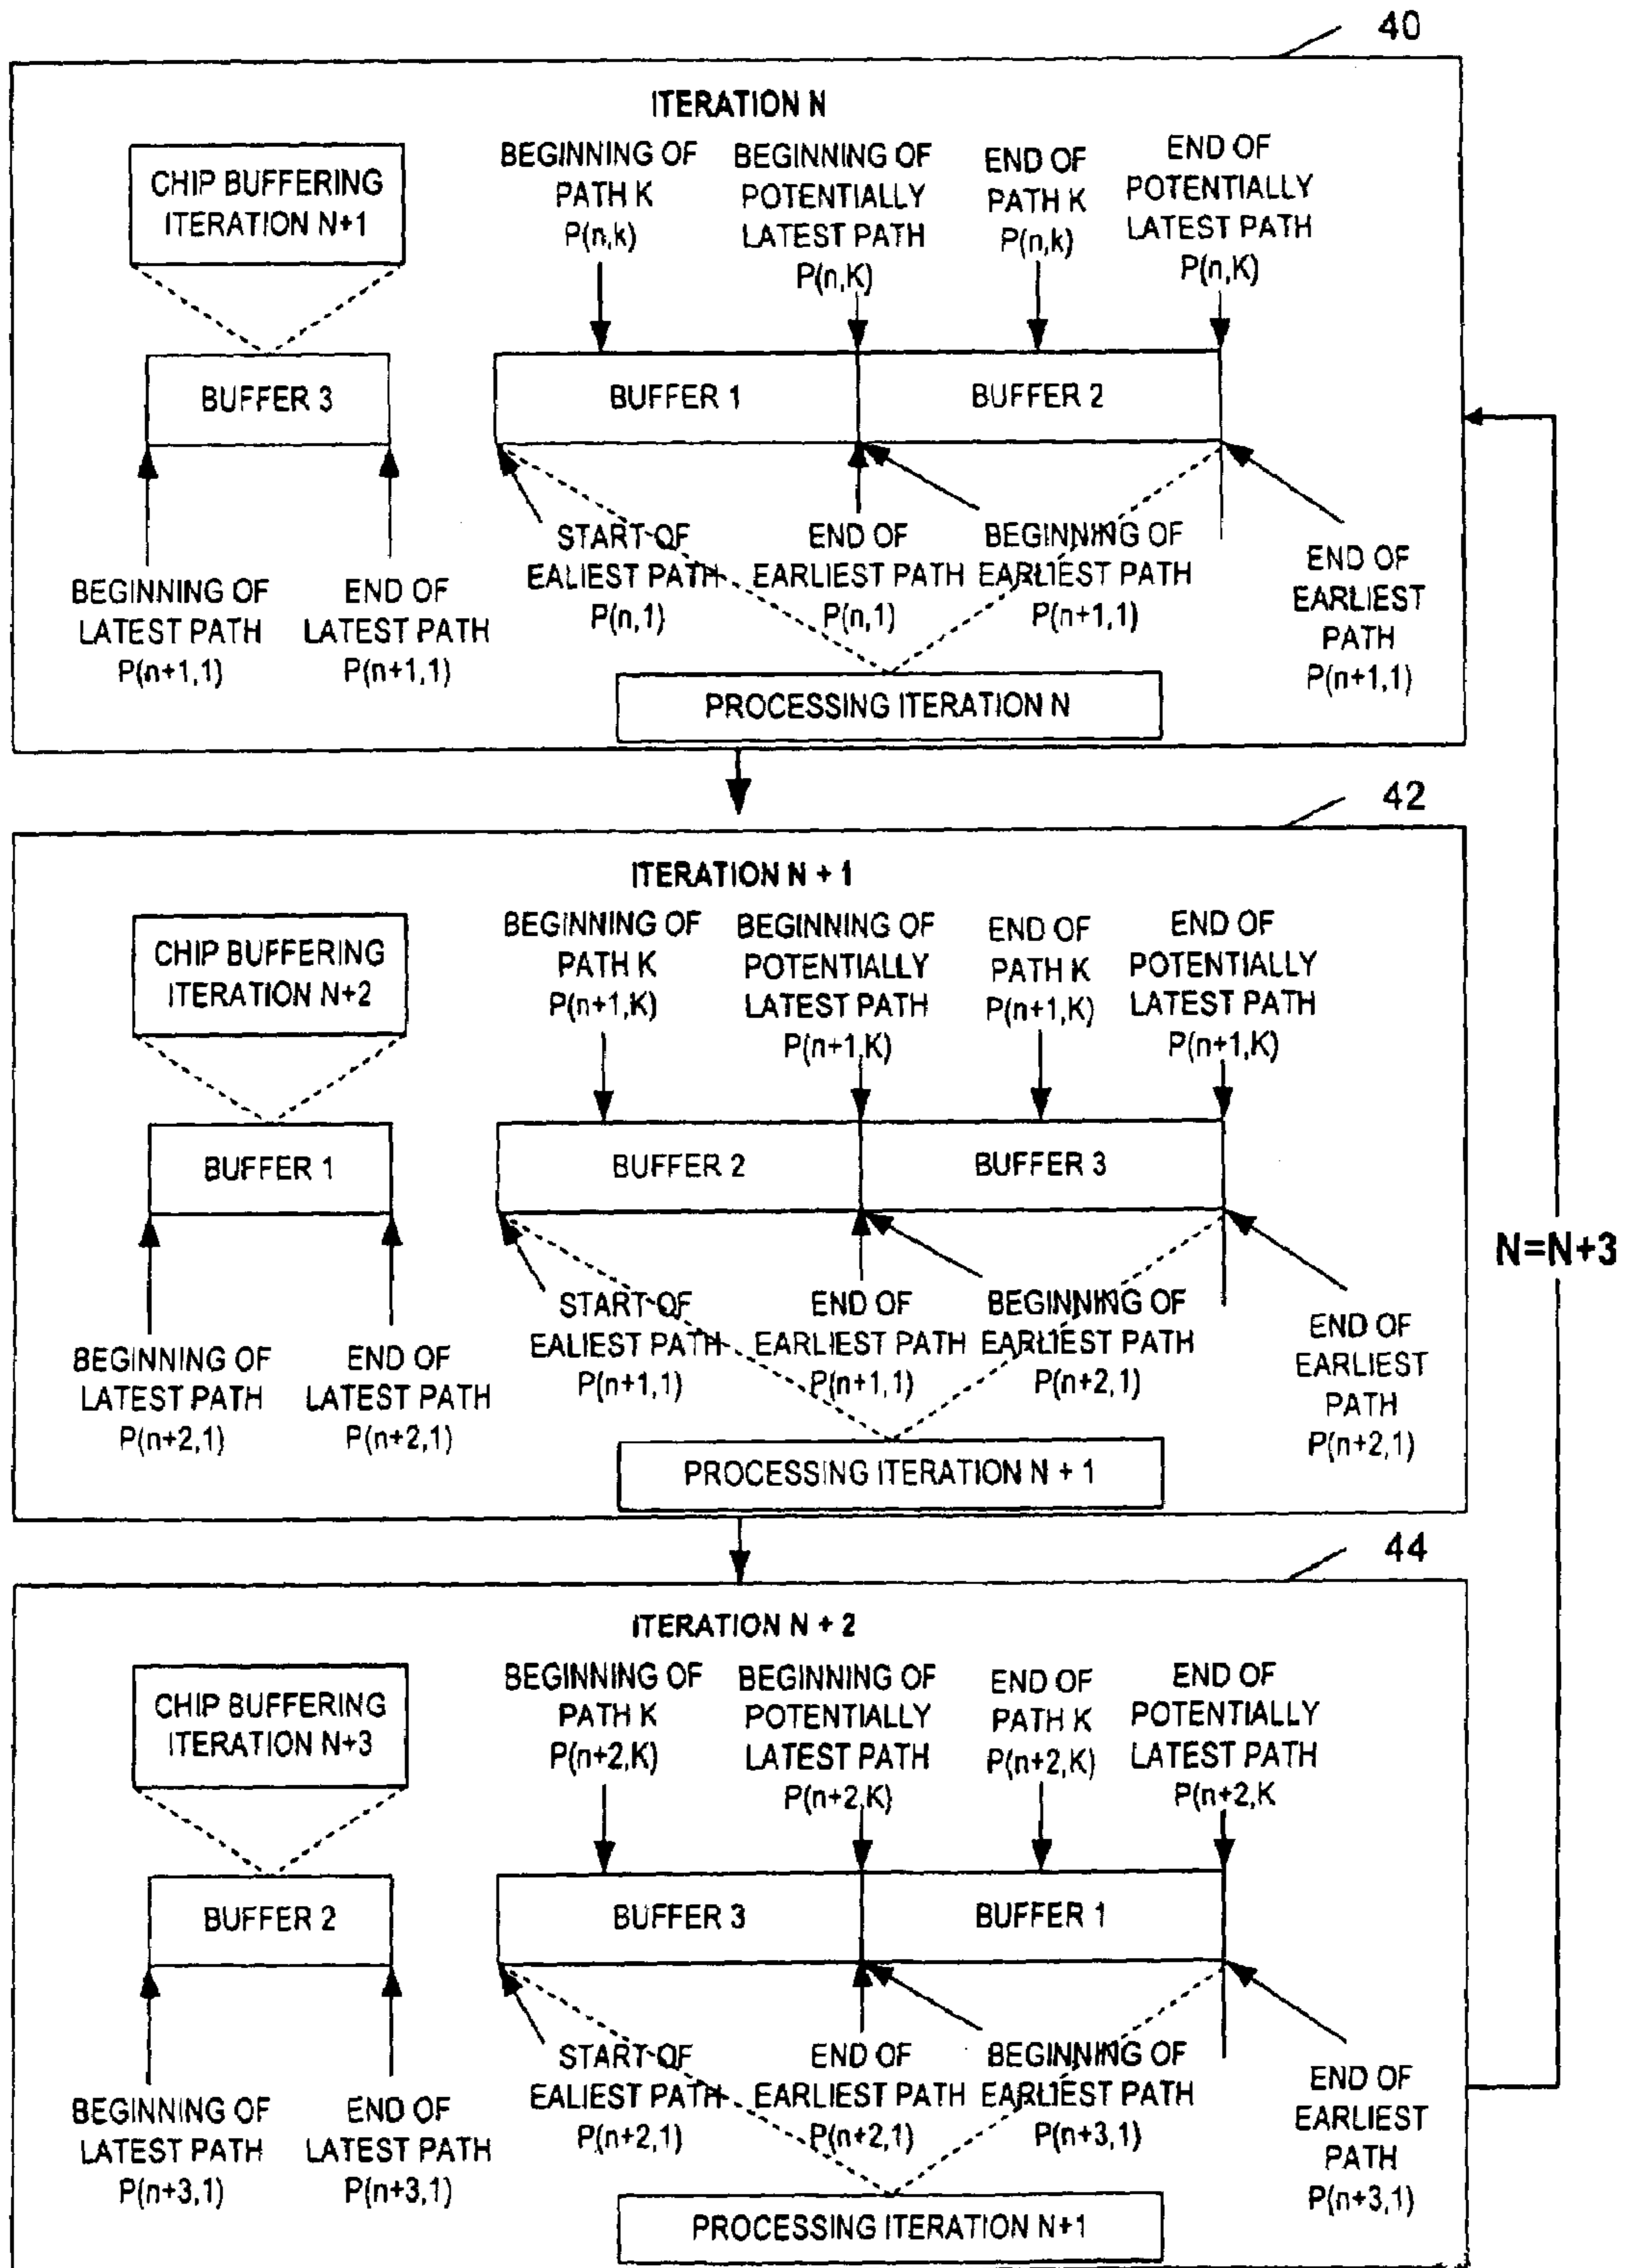 40
ITERATION N
CHIP BUFFERING
ITERATION N+1
BEGINNING OF
PATH K
P(n,k)
BEGINNING OF
POTENTIALLY
LATEST PATH
P(n,K)
END OF
PATH K
P(n,k)
END OF
POTENTIALLY
LATEST PATH
P(n,K)
BUFFER 3
BUFFER 1
BUFFER 2
BEGINNING OF
LATEST PATH
P(n+1,1)
END OF
LATEST PATH
P(n+1,1)
START OF
EALIEST PATH
P(n,1)
END OF
EARLIEST PATH
P(n,1)
BEGINNING OF
EARLIEST PATH
P(n+1,1)
END OF
EARLIEST
PATH
P(n+1,1)
PROCESSING ITERATION N
42
ITERATION N + 1
CHIP BUFFERING
ITERATION N+2
BEGINNING OF
PATH K
P(n+1,K)
BEGINNING OF
POTENTIALLY
LATEST PATH
P(n+1,K)
END OF
PATH K
P(n+1,K)
END OF
POTENTIALLY
LATEST PATH
P(n+1,K)
BUFFER 1
BUFFER 2
BUFFER 3
N=N+3
BEGINNING OF
LATEST PATH
P(n+2,1)
END OF
LATEST PATH
P(n+2,1)
START OF
EALIEST PATH
P(n+1,1)
END OF
EARLIEST PATH
P(n+1,1)
BEGINNING OF
EARLIEST PATH
P(n+2,1)
END OF
EARLIEST
PATH
P(n+2,1)
PROCESSING ITERATION N + 1
44
ITERATION N + 2
CHIP BUFFERING
ITERATION N+3
BEGINNING OF
PATH K
P(n+2,K)
BEGINNING OF
POTENTIALLY
LATEST PATH
P(n+2,K)
END OF
PATH K
P(n+2,K)
END OF
POTENTIALLY
LATEST PATH
P(n+2,K
BUFFER 2
BUFFER 3
BUFFER 1
BEGINNING OF
LATEST PATH
P(n+3,1)
END OF
LATEST PATH
P(n+3,1)
START OF
EALIEST PATH
P(n+2,1)
END OF
EARLIEST PATH
P(n+2,1)
BEGINNING OF
EARLIEST PATH
P(n+3,1)
END OF
EARLIEST
PATH
P(n+3,1)
PROCESSING ITERATION N+1